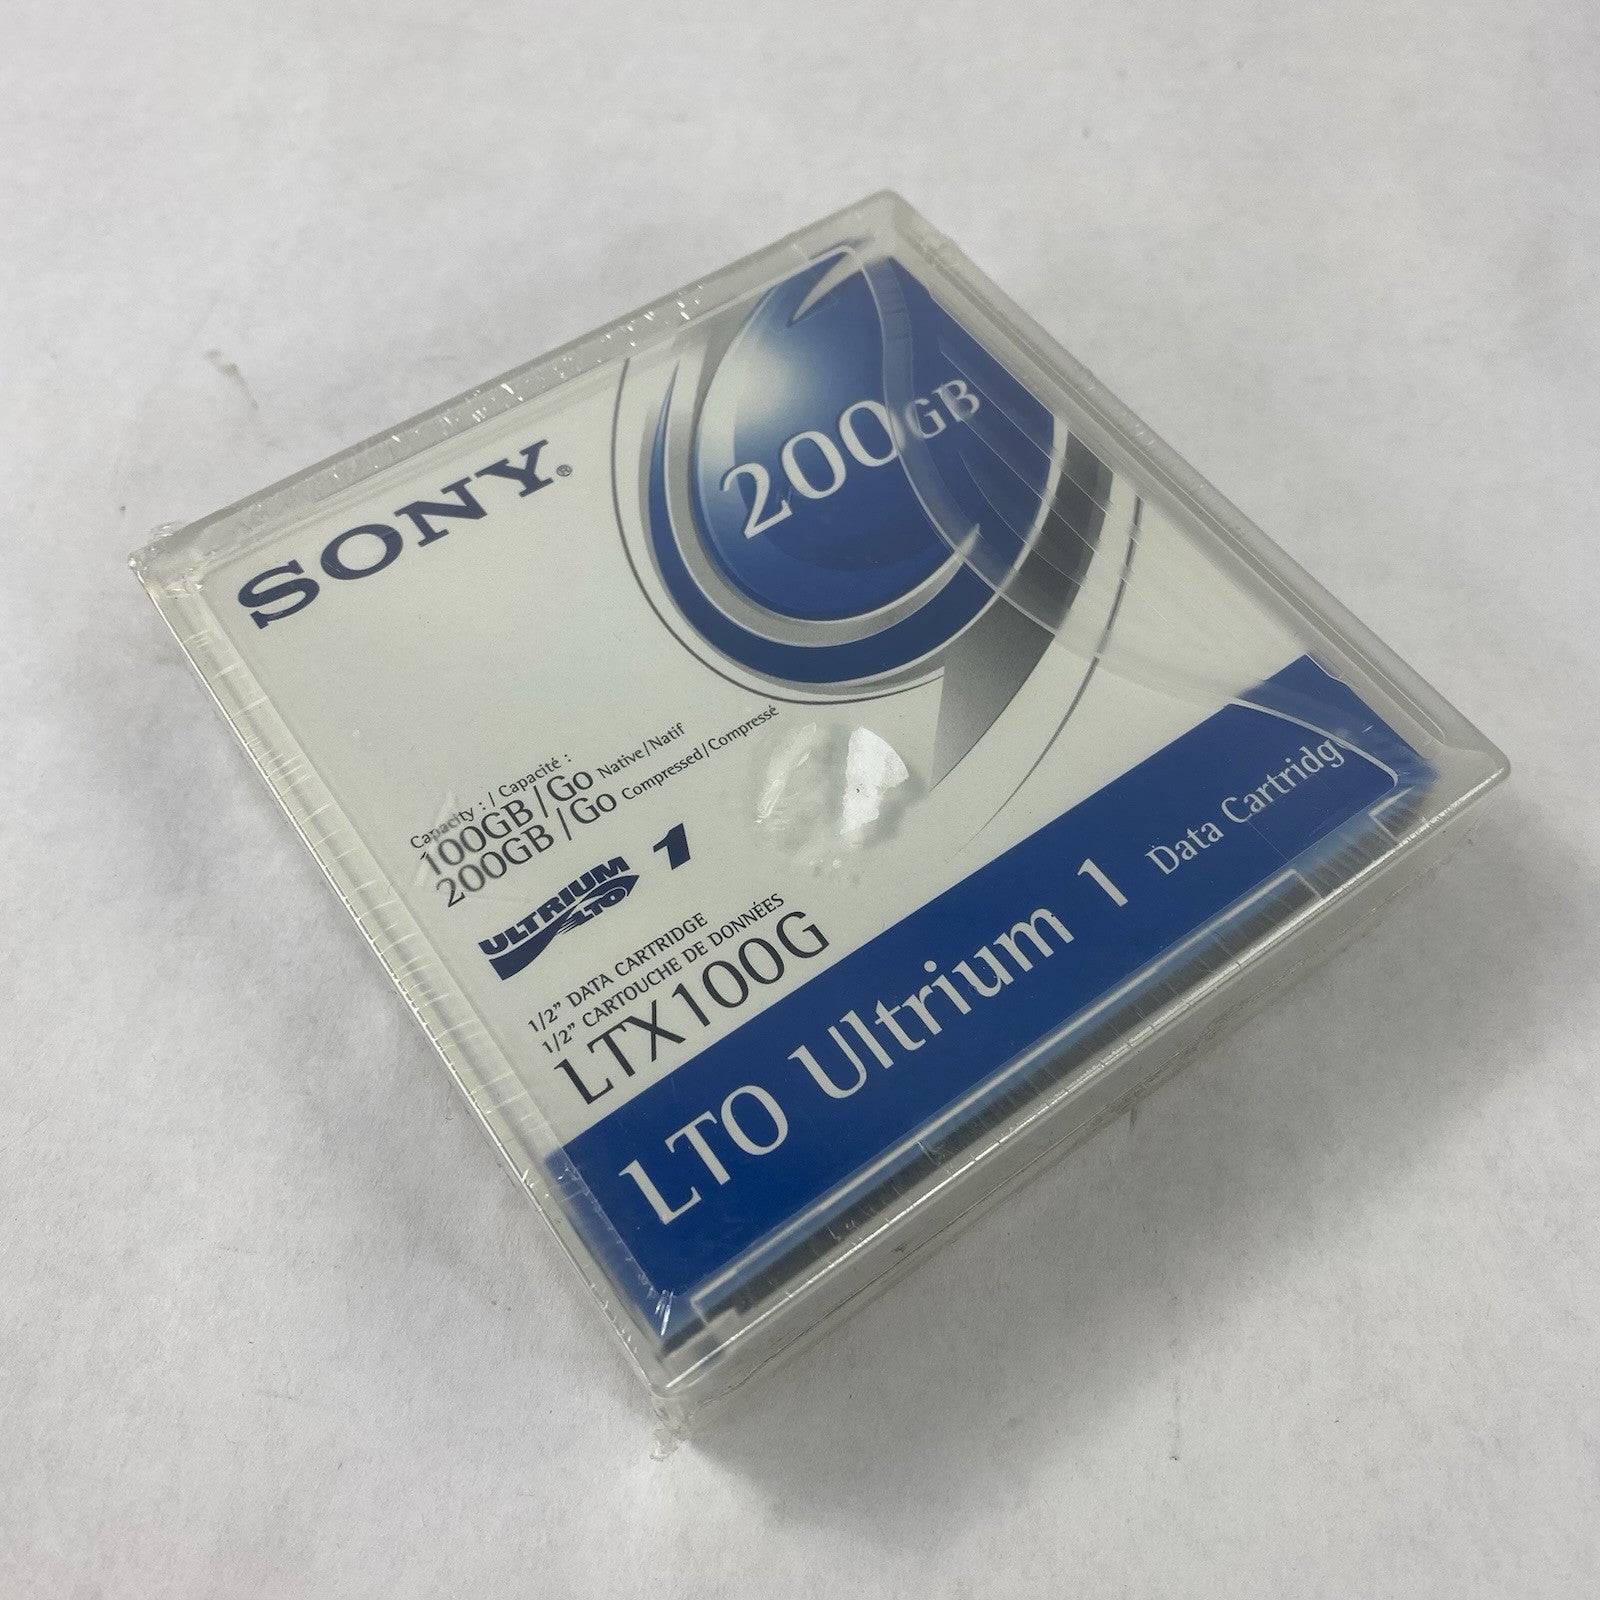 SONY®
200GB
Capacity : / Capacité :
100GB/Go Native/Natif
200GB/Go Compressed/Compressé
ULTRIUM 1
LTO
1/2" DATA CARTRIDGE
1/2" CARTOUCHE DE DONNÉES
LTX100G
LTO Ultrium 1 Data Cartridg